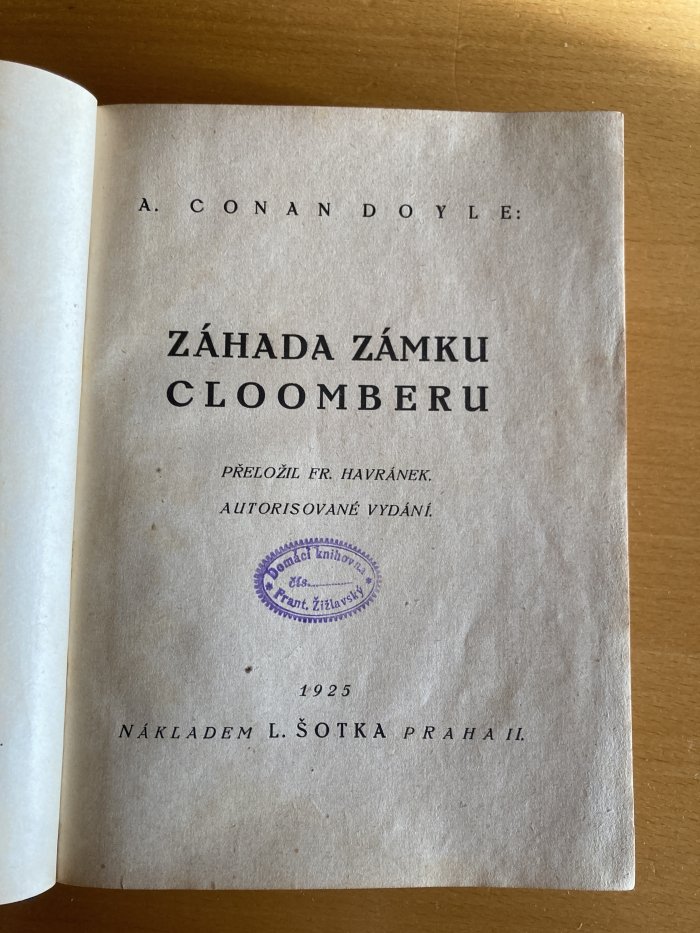 A. CONAN DOYLE:
ZÁHADA ZÁMKU
CLOOMBERU
PŘELOŽIL FR. HAVRÁNEK.
AUTORISOVANÉ VYDÁNÍ.
Domácí knihovna
čís.
Frant. Žižlavský
1925
NÁKLADEM L. ŠOTKA PRAHA II.